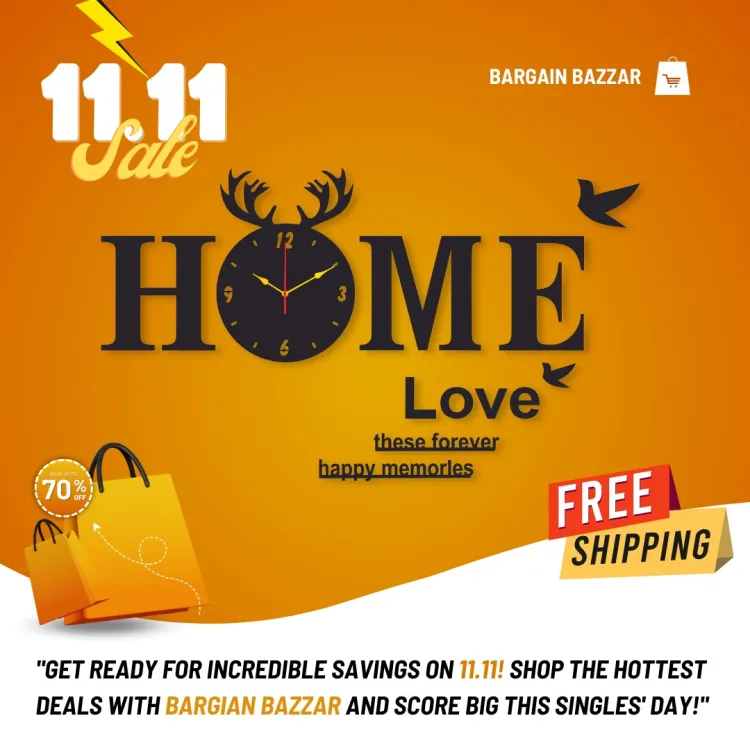 11.11
Sale
BARGAIN BAZZAR
12
9
3
6
HOME
Love
these forever
happy memorles
70%
OFF
FREE
SHIPPING
"GET READY FOR INCREDIBLE SAVINGS ON 11.11! SHOP THE HOTTEST
DEALS WITH BARGIAN BAZZAR AND SCORE BIG THIS SINGLES' DAY!"